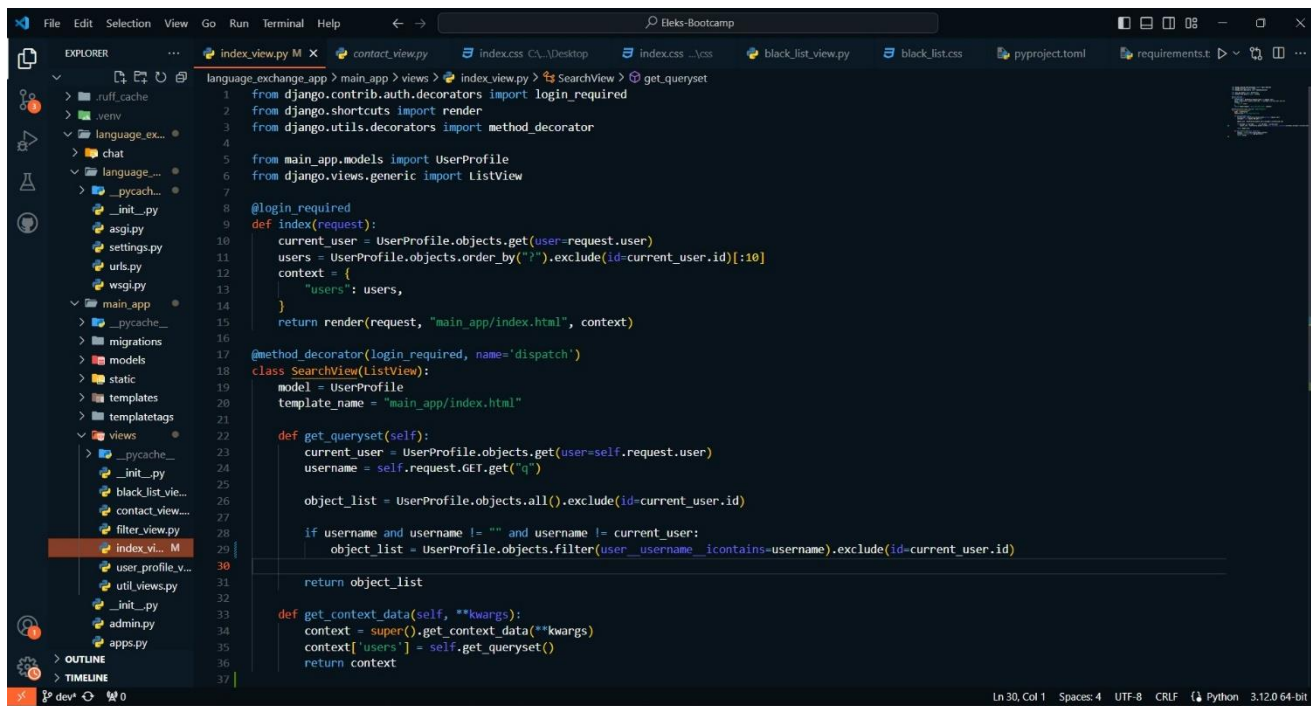 File Edit Selection View Go Run Terminal Help
Eleks-Bootcamp
EXPLORER
index_view.py M
contact_view.py
index.css C:\...\Desktop
index.css ...\css
black_list_view.py
black_list.css
pyproject.toml
requirements.t
language_exchange_app > main_app > views > index_view.py > SearchView > get_queryset
.ruff_cache
.venv
language_ex...
chat
language_...
__pycach...
__init__.py
asgi.py
settings.py
urls.py
wsgi.py
main_app
__pycache__
migrations
models
static
templates
templatetags
views
__pycache__
__init__.py
black_list_vie...
contact_view....
filter_view.py
index_vi... M
user_profile_v...
util_views.py
__init__.py
admin.py
apps.py
OUTLINE
TIMELINE
1 from django.contrib.auth.decorators import login_required
2 from django.shortcuts import render
3 from django.utils.decorators import method_decorator
4
5 from main_app.models import UserProfile
6 from django.views.generic import ListView
7
8 @login_required
9 def index(request):
10 current_user = UserProfile.objects.get(user=request.user)
11 users = UserProfile.objects.order_by("?").exclude(id=current_user.id)[:10]
12 context = {
13 "users": users,
14 }
15 return render(request, "main_app/index.html", context)
16
17 @method_decorator(login_required, name='dispatch')
18 class SearchView(ListView):
19 model = UserProfile
20 template_name = "main_app/index.html"
21
22 def get_queryset(self):
23 current_user = UserProfile.objects.get(user=self.request.user)
24 username = self.request.GET.get("q")
25
26 object_list = UserProfile.objects.all().exclude(id=current_user.id)
27
28 if username and username != "" and username != current_user:
29 object_list = UserProfile.objects.filter(user__username__icontains=username).exclude(id=current_user.id)
30
31 return object_list
32
33 def get_context_data(self, **kwargs):
34 context = super().get_context_data(**kwargs)
35 context['users'] = self.get_queryset()
36 return context
37
dev* 0
Ln 30, Col 1 Spaces: 4 UTF-8 CRLF Python 3.12.0 64-bit